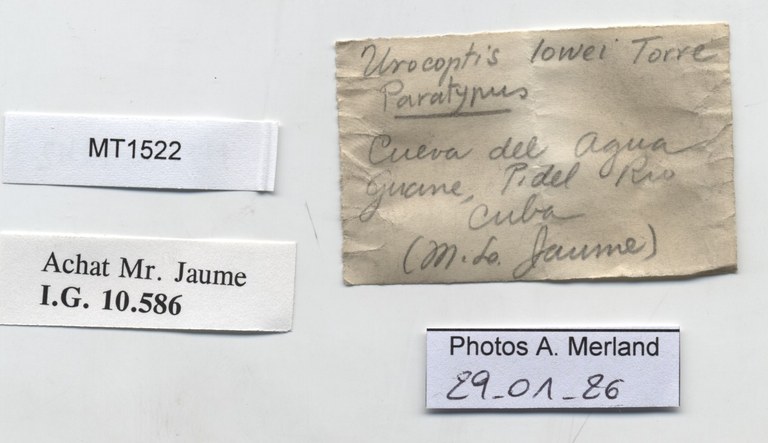 Urocoptis lowei Torre
Paratypus
Cueva del Agua
Guane, P. del Rio
Cuba
(M. L. Jaume)
MT1522
Achat Mr. Jaume
I.G. 10.586
Photos A. Merland
29_01_26